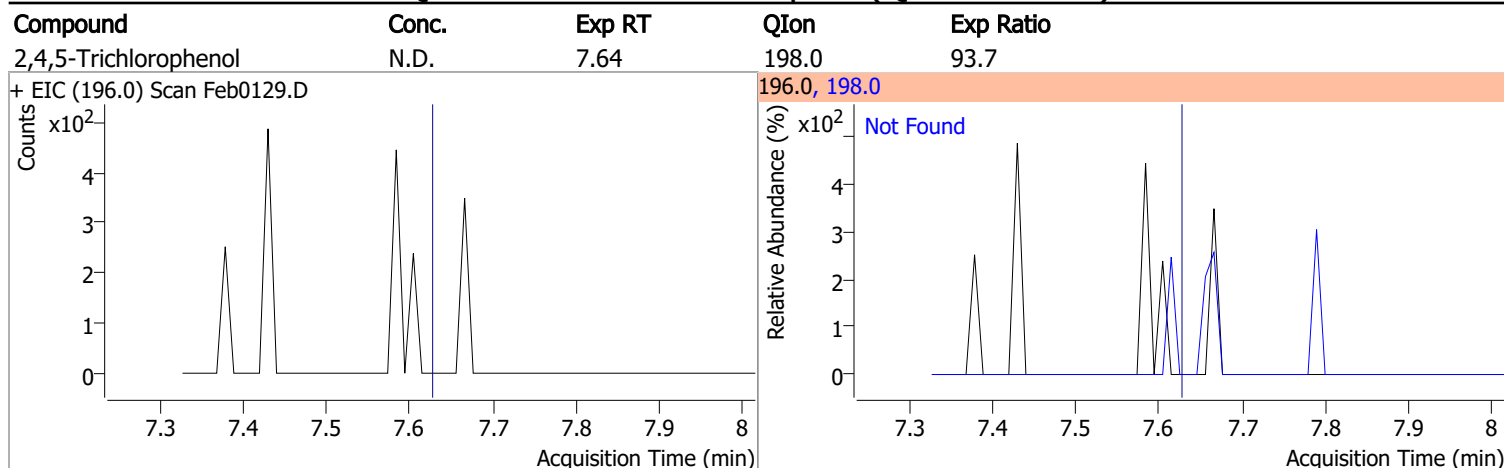 Compound Conc. Exp RT QIon Exp Ratio
2,4,5-Trichlorophenol N.D. 7.64 198.0 93.7
+ EIC (196.0) Scan Feb0129.D
Counts
x10²
4
3
2
1
0
7.3 7.4 7.5 7.6 7.7 7.8 7.9 8
Acquisition Time (min)
196.0, 198.0
Relative Abundance (%)
x10²
Not Found
4
3
2
1
0
7.3 7.4 7.5 7.6 7.7 7.8 7.9 8
Acquisition Time (min)